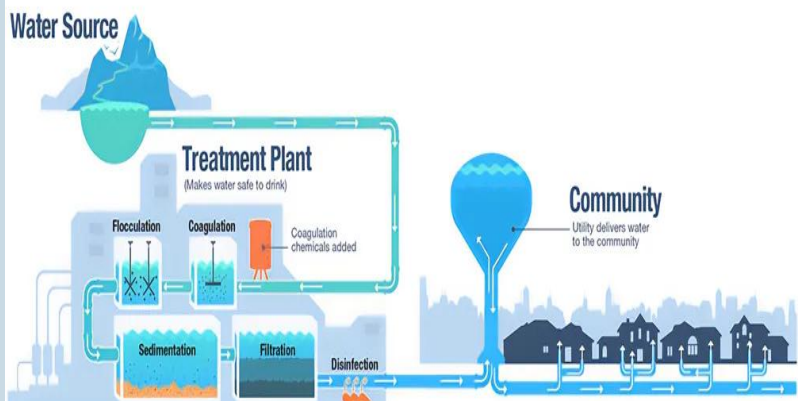 Water Source
Treatment Plant
(Makes water safe to drink)
Flocculation
Coagulation
Coagulation
chemicals added
Community
Utility delivers water
to the community
Sedimentation
Filtration
Disinfection